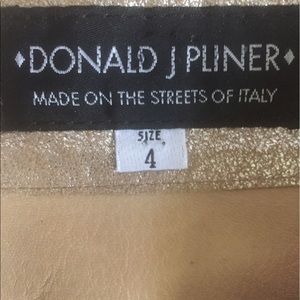 ♦DONALD J PLINER♦
MADE ON THE STREETS OF ITALY
SIZE
4